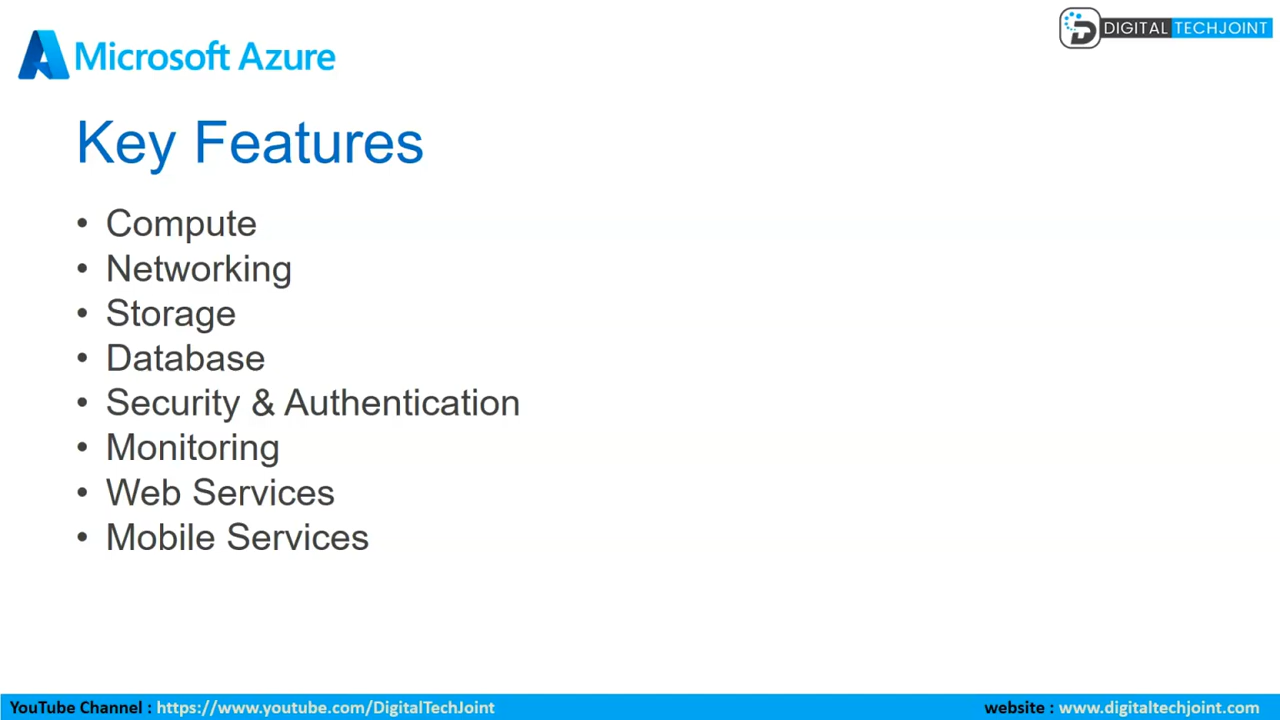 Microsoft Azure
DIGITAL TECHJOINT
Key Features
• Compute
• Networking
• Storage
• Database
• Security & Authentication
• Monitoring
• Web Services
• Mobile Services
YouTube Channel : https://www.youtube.com/DigitalTechJoint
website : www.digitaltechjoint.com